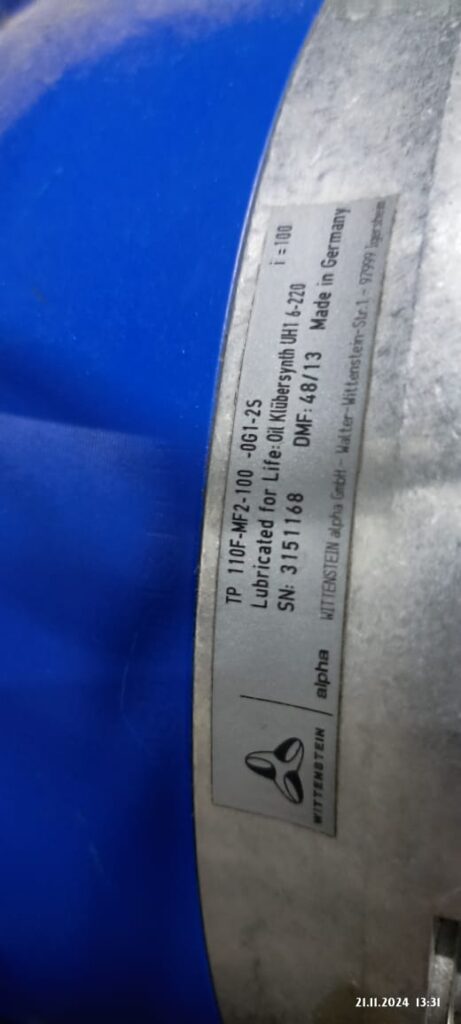 TP 110F-MF2-100 -0G1-2S i =100
Lubricated for Life: Oil Klübersynth UH1 6-220
SN: 3151168 DMF: 48/13 Made in Germany
WITTENSTEIN alpha GmbH - Walter-Wittenstein-Str.1 - 97999 Igersheim
WITTENSTEIN alpha
21.11.2024 13:31